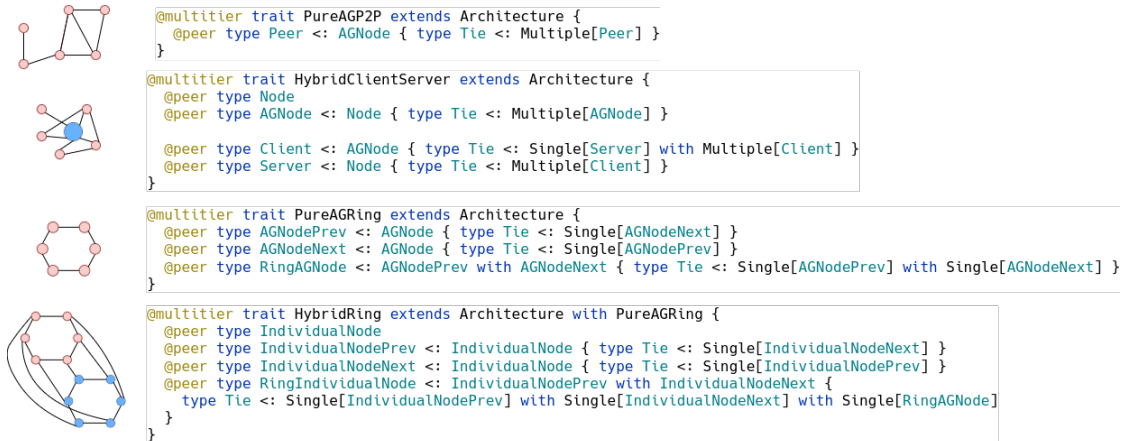 @multitier trait PureAGP2P extends Architecture {
  @peer type Peer <: AGNode { type Tie <: Multiple[Peer] }
}
@multitier trait HybridClientServer extends Architecture {
  @peer type Node
  @peer type AGNode <: Node { type Tie <: Multiple[AGNode] }

  @peer type Client <: AGNode { type Tie <: Single[Server] with Multiple[Client] }
  @peer type Server <: Node { type Tie <: Multiple[Client] }
}
@multitier trait PureAGRing extends Architecture {
  @peer type AGNodePrev <: AGNode { type Tie <: Single[AGNodeNext] }
  @peer type AGNodeNext <: AGNode { type Tie <: Single[AGNodePrev] }
  @peer type RingAGNode <: AGNodePrev with AGNodeNext { type Tie <: Single[AGNodePrev] with Single[AGNodeNext] }
}
@multitier trait HybridRing extends Architecture with PureAGRing {
  @peer type IndividualNode
  @peer type IndividualNodePrev <: IndividualNode { type Tie <: Single[IndividualNodeNext] }
  @peer type IndividualNodeNext <: IndividualNode { type Tie <: Single[IndividualNodePrev] }
  @peer type RingIndividualNode <: IndividualNodePrev with IndividualNodeNext {
    type Tie <: Single[IndividualNodePrev] with Single[IndividualNodeNext] with Single[RingAGNode]
  }
}